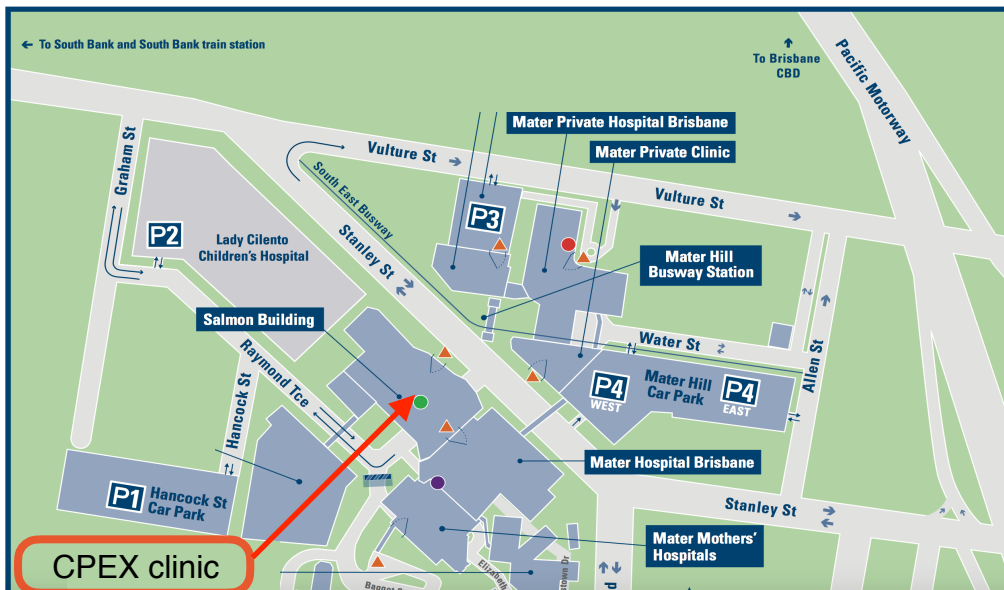 ← To South Bank and South Bank train station
To Brisbane
CBD
Pacific Motorway
Mater Private Hospital Brisbane
Mater Private Clinic
Graham St
Vulture St
Vulture St
South East Busway
P3
P2
Lady Cilento
Children's Hospital
Stanley St
Mater Hill
Busway Station
Salmon Building
Raymond Tce
Water St
Allen St
P4
WEST
Mater Hill
Car Park
P4
EAST
Hancock St
Mater Hospital Brisbane
P1
Hancock St
Car Park
Stanley St
Mater Mothers'
Hospitals
CPEX clinic
Elizabeth